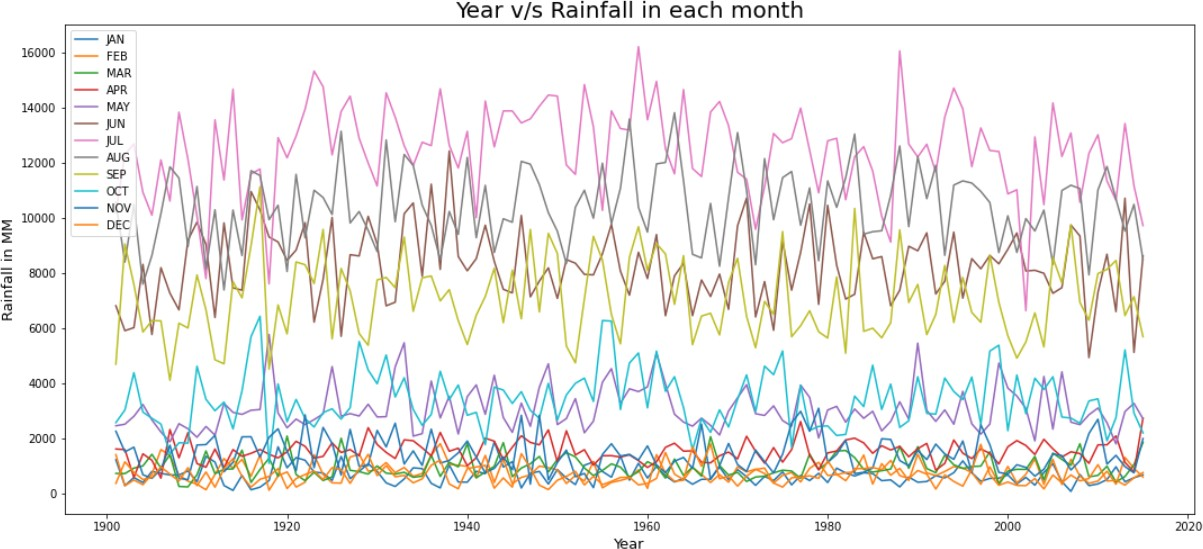 Year v/s Rainfall in each month
Rainfall in MM
16000
14000
12000
10000
8000
6000
4000
2000
0
JAN
FEB
MAR
APR
MAY
JUN
JUL
AUG
SEP
OCT
NOV
DEC
1900 1920 1940 1960 1980 2000 2020
Year